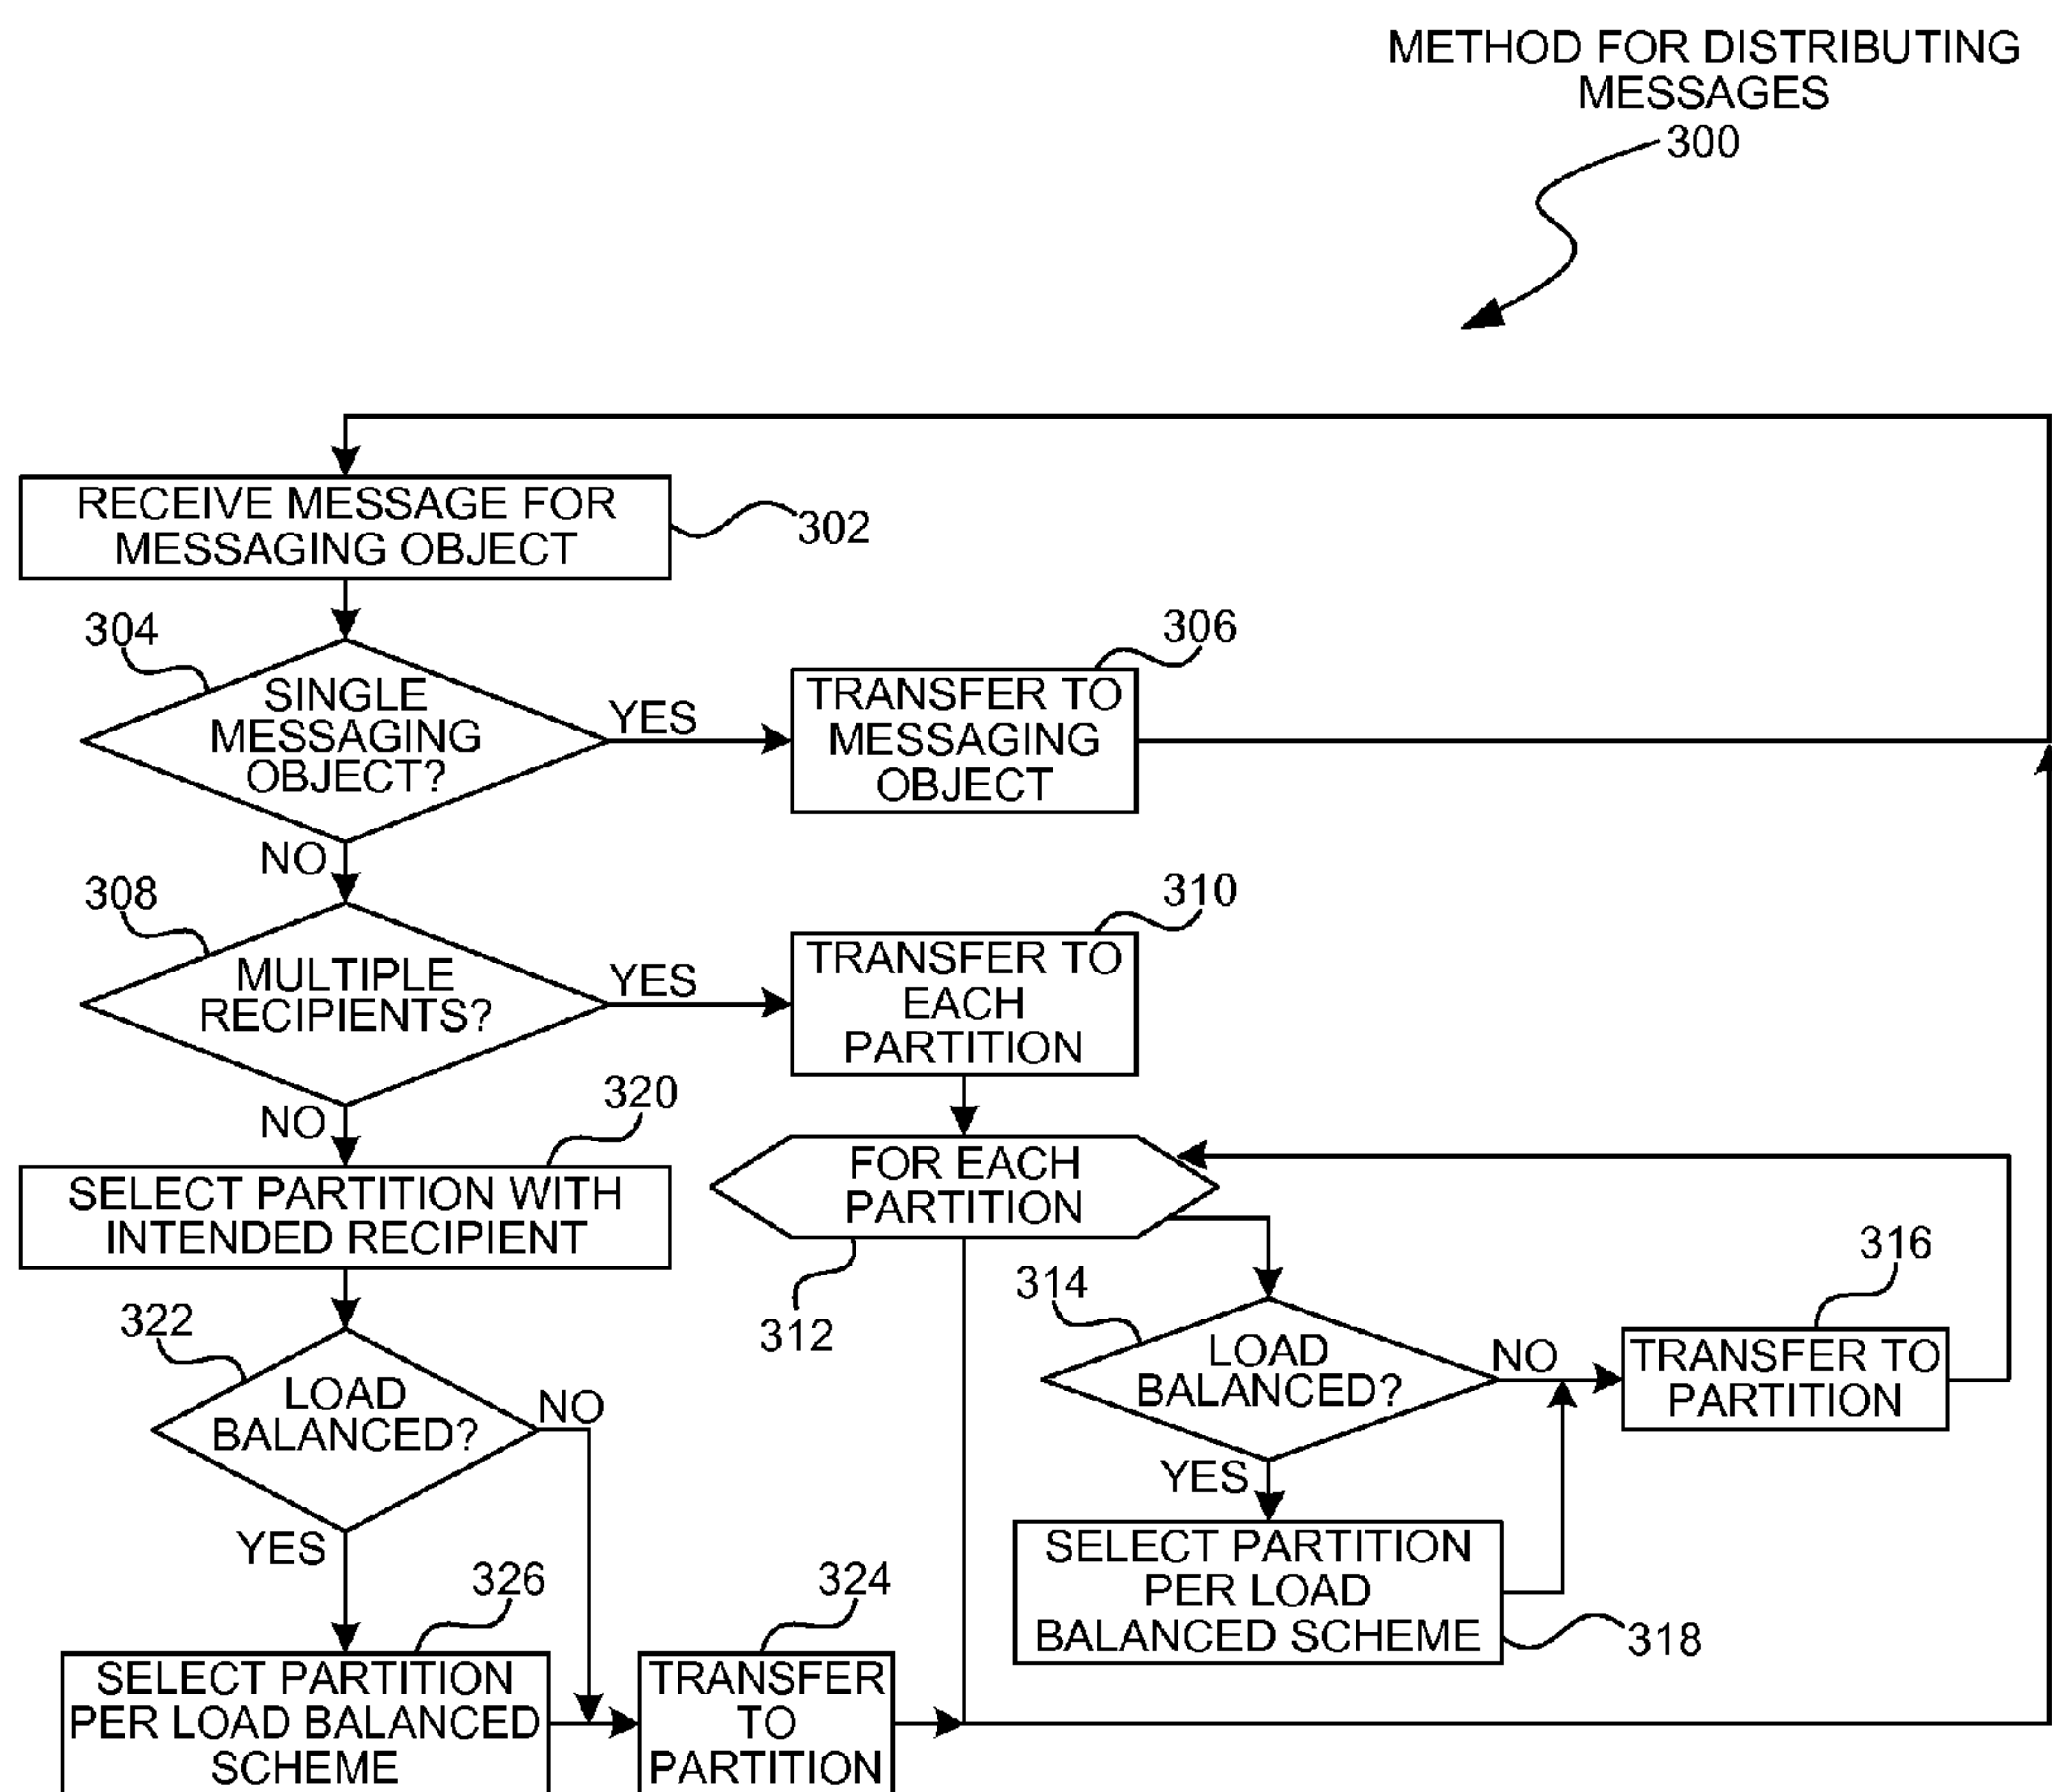 METHOD FOR DISTRIBUTING
MESSAGES
300
RECEIVE MESSAGE FOR
MESSAGING OBJECT
302
304
SINGLE
MESSAGING
OBJECT?
YES
306
TRANSFER TO
MESSAGING
OBJECT
NO
308
MULTIPLE
RECIPIENTS?
YES
310
TRANSFER TO
EACH
PARTITION
NO
320
SELECT PARTITION WITH
INTENDED RECIPIENT
FOR EACH
PARTITION
312
314
LOAD
BALANCED?
NO
316
TRANSFER TO
PARTITION
YES
SELECT PARTITION
PER LOAD
BALANCED SCHEME
318
322
LOAD
BALANCED?
NO
YES
326
SELECT PARTITION
PER LOAD BALANCED
SCHEME
324
TRANSFER
TO
PARTITION